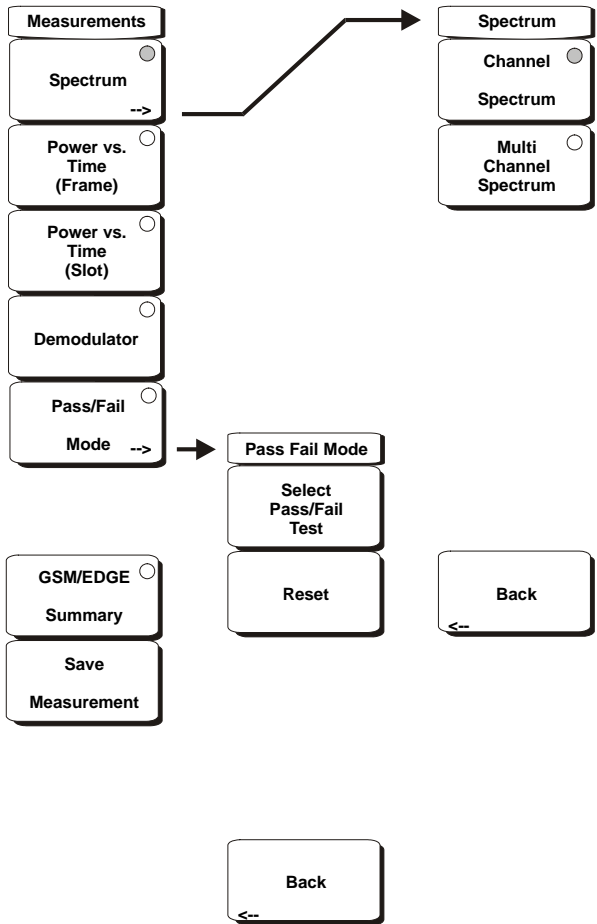 Measurements
Spectrum
-->
Power vs.
Time
(Frame)
Power vs.
Time
(Slot)
Demodulator
Pass/Fail
Mode -->
GSM/EDGE
Summary
Save
Measurement
Pass Fail Mode
Select
Pass/Fail
Test
Reset
Back
<--
Spectrum
Channel
Spectrum
Multi
Channel
Spectrum
Back
<--